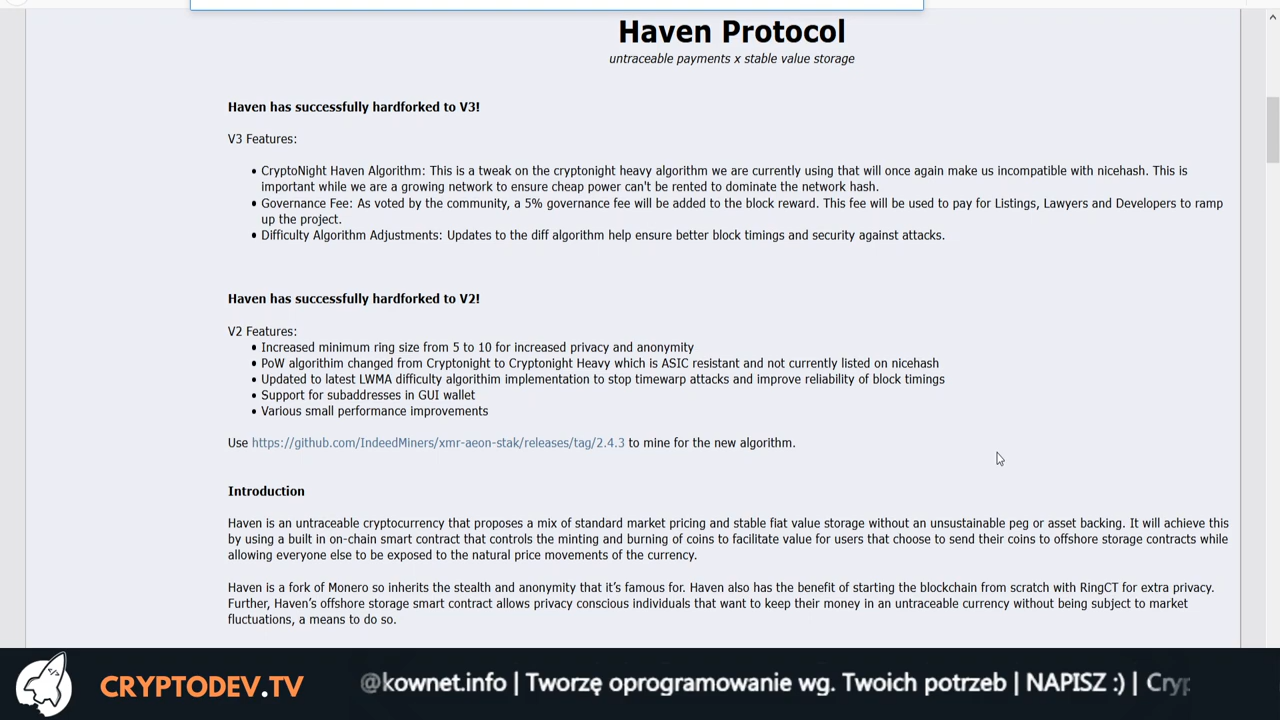 Haven Protocol
untraceable payments x stable value storage
Haven has successfully hardforked to V3!
V3 Features:
• CryptoNight Haven Algorithm: This is a tweak on the cryptonight heavy algorithm we are currently using that will once again make us incompatible with nicehash. This is
important while we are a growing network to ensure cheap power can't be rented to dominate the network hash.
• Governance Fee: As voted by the community, a 5% governance fee will be added to the block reward. This fee will be used to pay for Listings, Lawyers and Developers to ramp
up the project.
• Difficulty Algorithm Adjustments: Updates to the diff algorithm help ensure better block timings and security against attacks.
Haven has successfully hardforked to V2!
V2 Features:
• Increased minimum ring size from 5 to 10 for increased privacy and anonymity
• PoW algorithim changed from Cryptonight to Cryptonight Heavy which is ASIC resistant and not currently listed on nicehash
• Updated to latest LWMA difficulty algorithim implementation to stop timewarp attacks and improve reliability of block timings
• Support for subaddresses in GUI wallet
• Various small performance improvements
Use https://github.com/IndeedMiners/xmr-aeon-stak/releases/tag/2.4.3 to mine for the new algorithm.
Introduction
Haven is an untraceable cryptocurrency that proposes a mix of standard market pricing and stable fiat value storage without an unsustainable peg or asset backing. It will achieve this
by using a built in on-chain smart contract that controls the minting and burning of coins to facilitate value for users that choose to send their coins to offshore storage contracts while
allowing everyone else to be exposed to the natural price movements of the currency.
Haven is a fork of Monero so inherits the stealth and anonymity that it's famous for. Haven also has the benefit of starting the blockchain from scratch with RingCT for extra privacy.
Further, Haven's offshore storage smart contract allows privacy conscious individuals that want to keep their money in an untraceable currency without being subject to market
fluctuations, a means to do so.
CRYPTODEV.TV
@kownet.info | Tworzę oprogramowanie wg. Twoich potrzeb | NAPISZ :) | Cryp